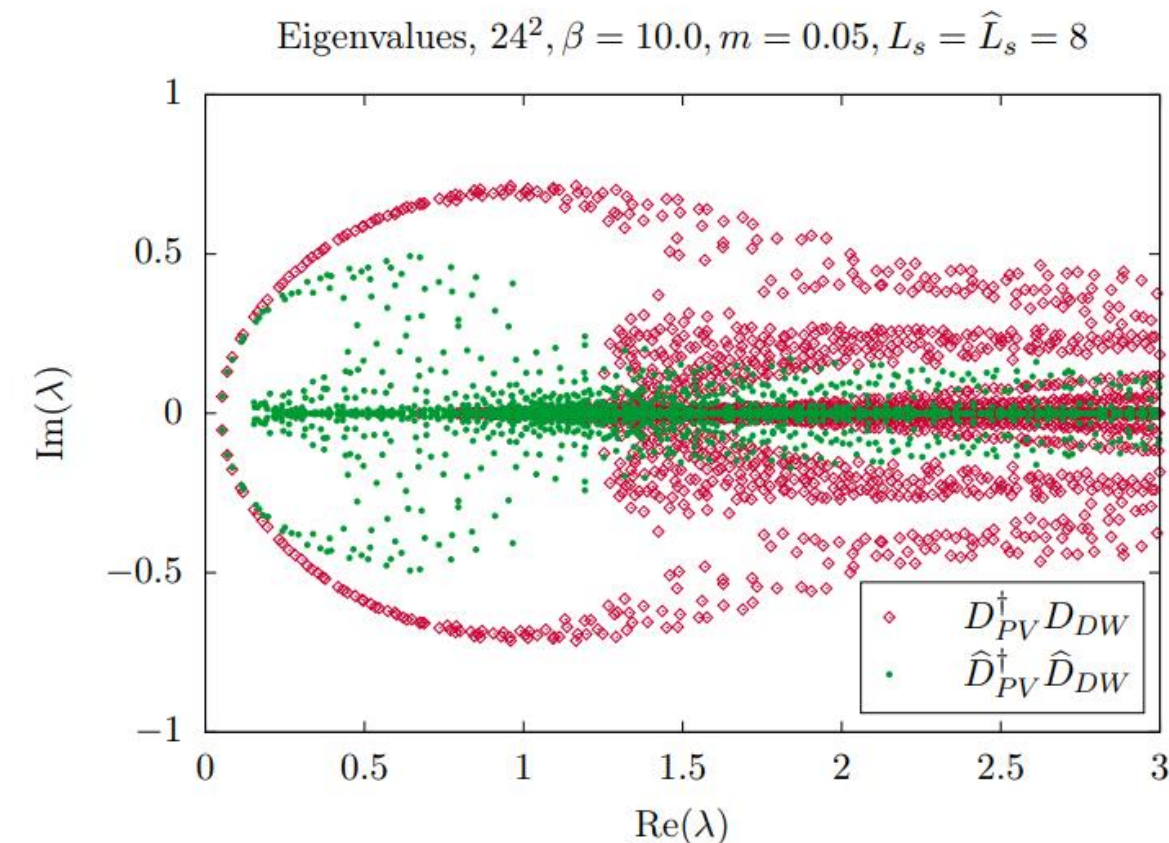 Eigenvalues, 24², β = 10.0, m = 0.05, L_s = L̂_s = 8
1
0.5
0
−0.5
−1
Im(λ)
0 0.5 1 1.5 2 2.5 3
Re(λ)
D†_PV D_DW
D̂†_PV D̂_DW